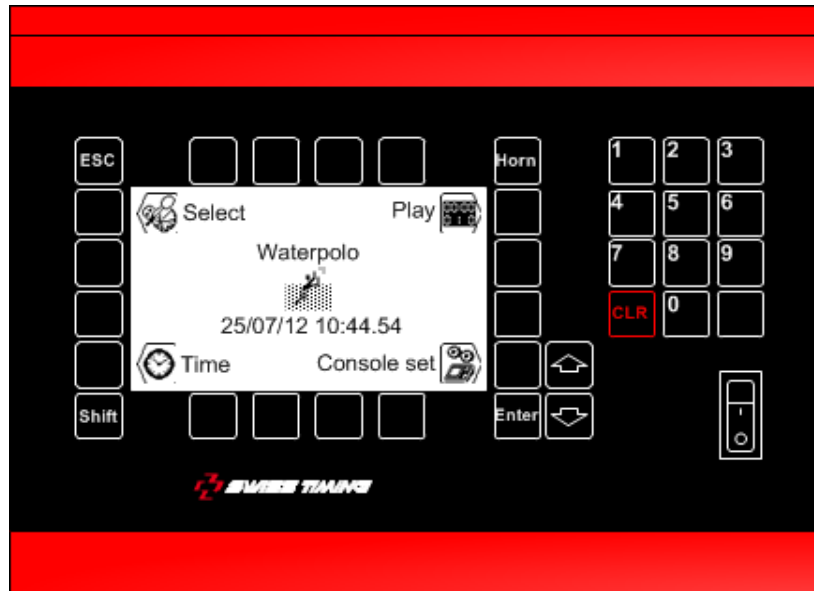 ESC
Horn
1 2 3
Select Play
4 5 6
Waterpolo
7 8 9
25/07/12 10:44.54
CLR 0
Time Console set
Shift
Enter
SWISS TIMING